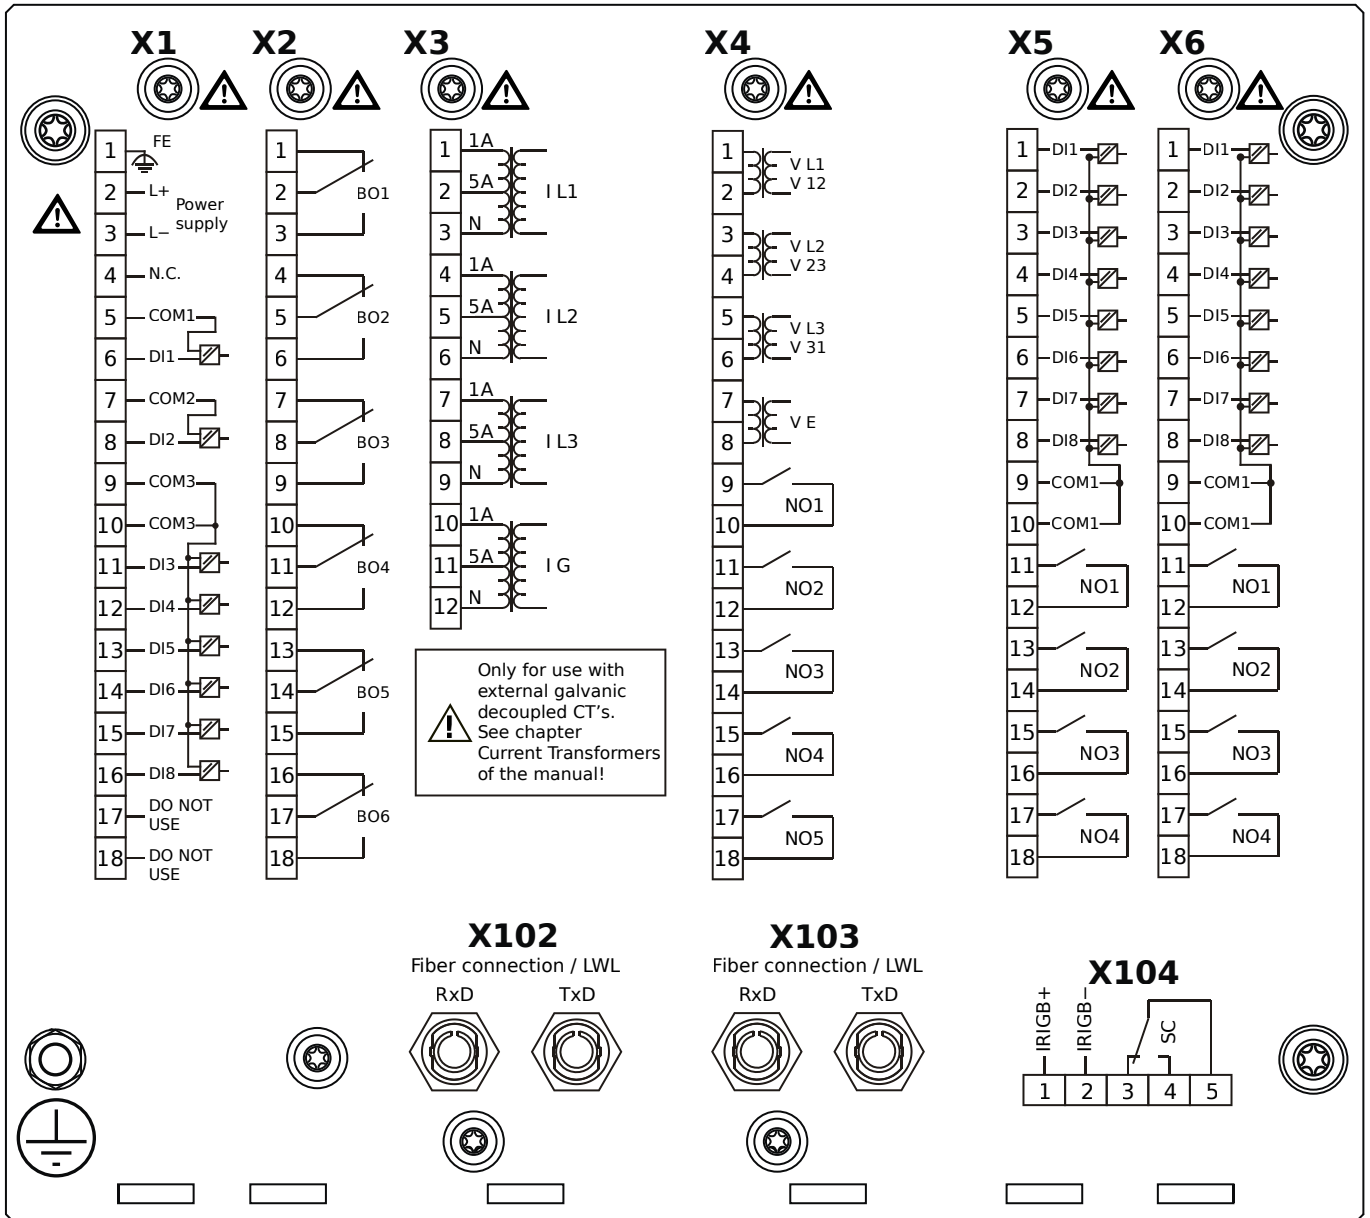 X1
X2
X3
X4
X5
X6
1
FE
2
L+
Power
supply
3
L−
4
N.C.
5
COM1
6
DI1
7
COM2
8
DI2
9
COM3
10
COM3
11
DI3
12
DI4
13
DI5
14
DI6
15
DI7
16
DI8
17
DO NOT
USE
18
DO NOT
USE
1
2
BO1
3
4
5
BO2
6
7
8
BO3
9
10
11
BO4
12
13
14
BO5
15
16
17
BO6
18
1
1A
2
5A
I L1
3
N
4
1A
5
5A
I L2
6
N
7
1A
8
5A
I L3
9
N
10
1A
11
5A
I G
12
N
Only for use with
external galvanic
decoupled CT's.
See chapter
Current Transformers
of the manual!
1
V L1
V 12
2
3
V L2
V 23
4
5
V L3
V 31
6
7
V E
8
9
NO1
10
11
NO2
12
13
NO3
14
15
NO4
16
17
NO5
18
1
DI1
2
DI2
3
DI3
4
DI4
5
DI5
6
DI6
7
DI7
8
DI8
9
COM1
10
COM1
11
NO1
12
13
NO2
14
15
NO3
16
17
NO4
18
1
DI1
2
DI2
3
DI3
4
DI4
5
DI5
6
DI6
7
DI7
8
DI8
9
COM1
10
COM1
11
NO1
12
13
NO2
14
15
NO3
16
17
NO4
18
X102
Fiber connection / LWL
RxD
TxD
X103
Fiber connection / LWL
RxD
TxD
X104
IRIGB+
IRIGB−
SC
1
2
3
4
5